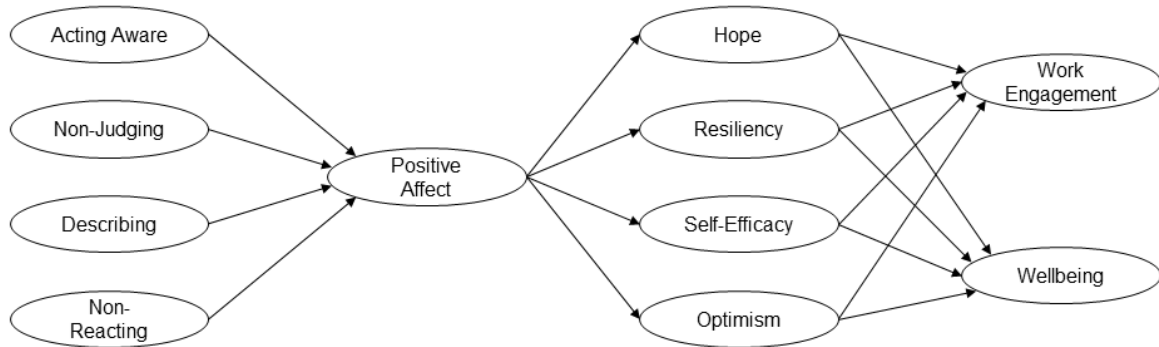 Acting Aware
Non-Judging
Describing
Non-
Reacting
Positive
Affect
Hope
Resiliency
Self-Efficacy
Optimism
Work
Engagement
Wellbeing